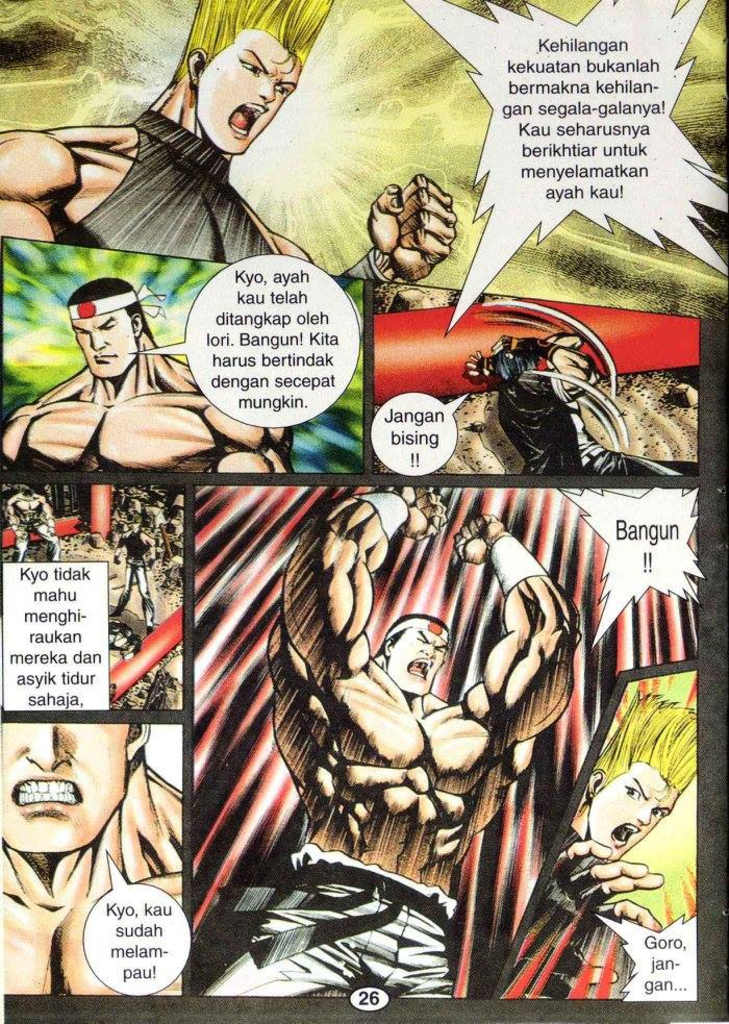 Kehilangan
kekuatan bukanlah
bermakna kehilan-
gan segala-galanya!
Kau seharusnya
berikhtiar untuk
menyelamatkan
ayah kau!
Kyo, ayah
kau telah
ditangkap oleh
lori. Bangun! Kita
harus bertindak
dengan secepat
mungkin.
Jangan
bising
!!
Kyo tidak
mahu
menghi-
raukan
mereka dan
asyik tidur
sahaja,
Bangun
!!
Kyo, kau
sudah
melam-
pau!
Goro,
jan-
gan...
26